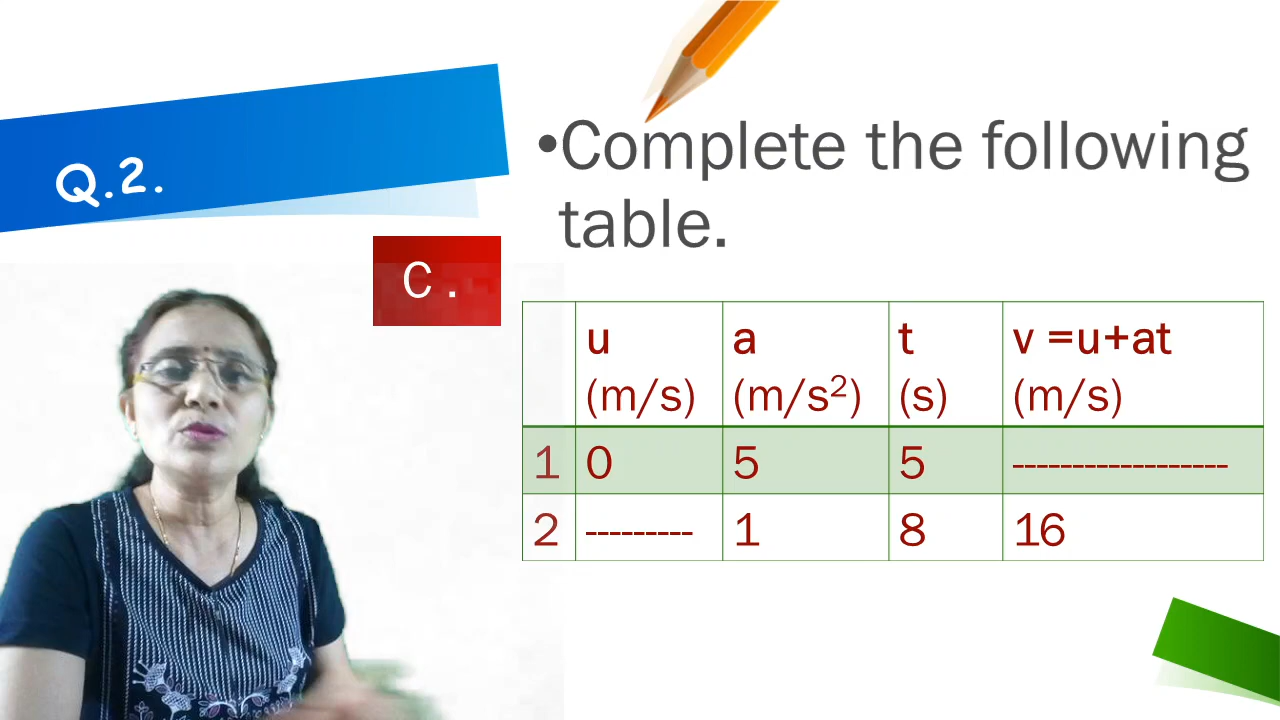 Q.2.
C.
•Complete the following
table.
u (m/s) a (m/s²) t (s) v =u+at (m/s)
1 0 5 5 ------------------
2 --------- 1 8 16